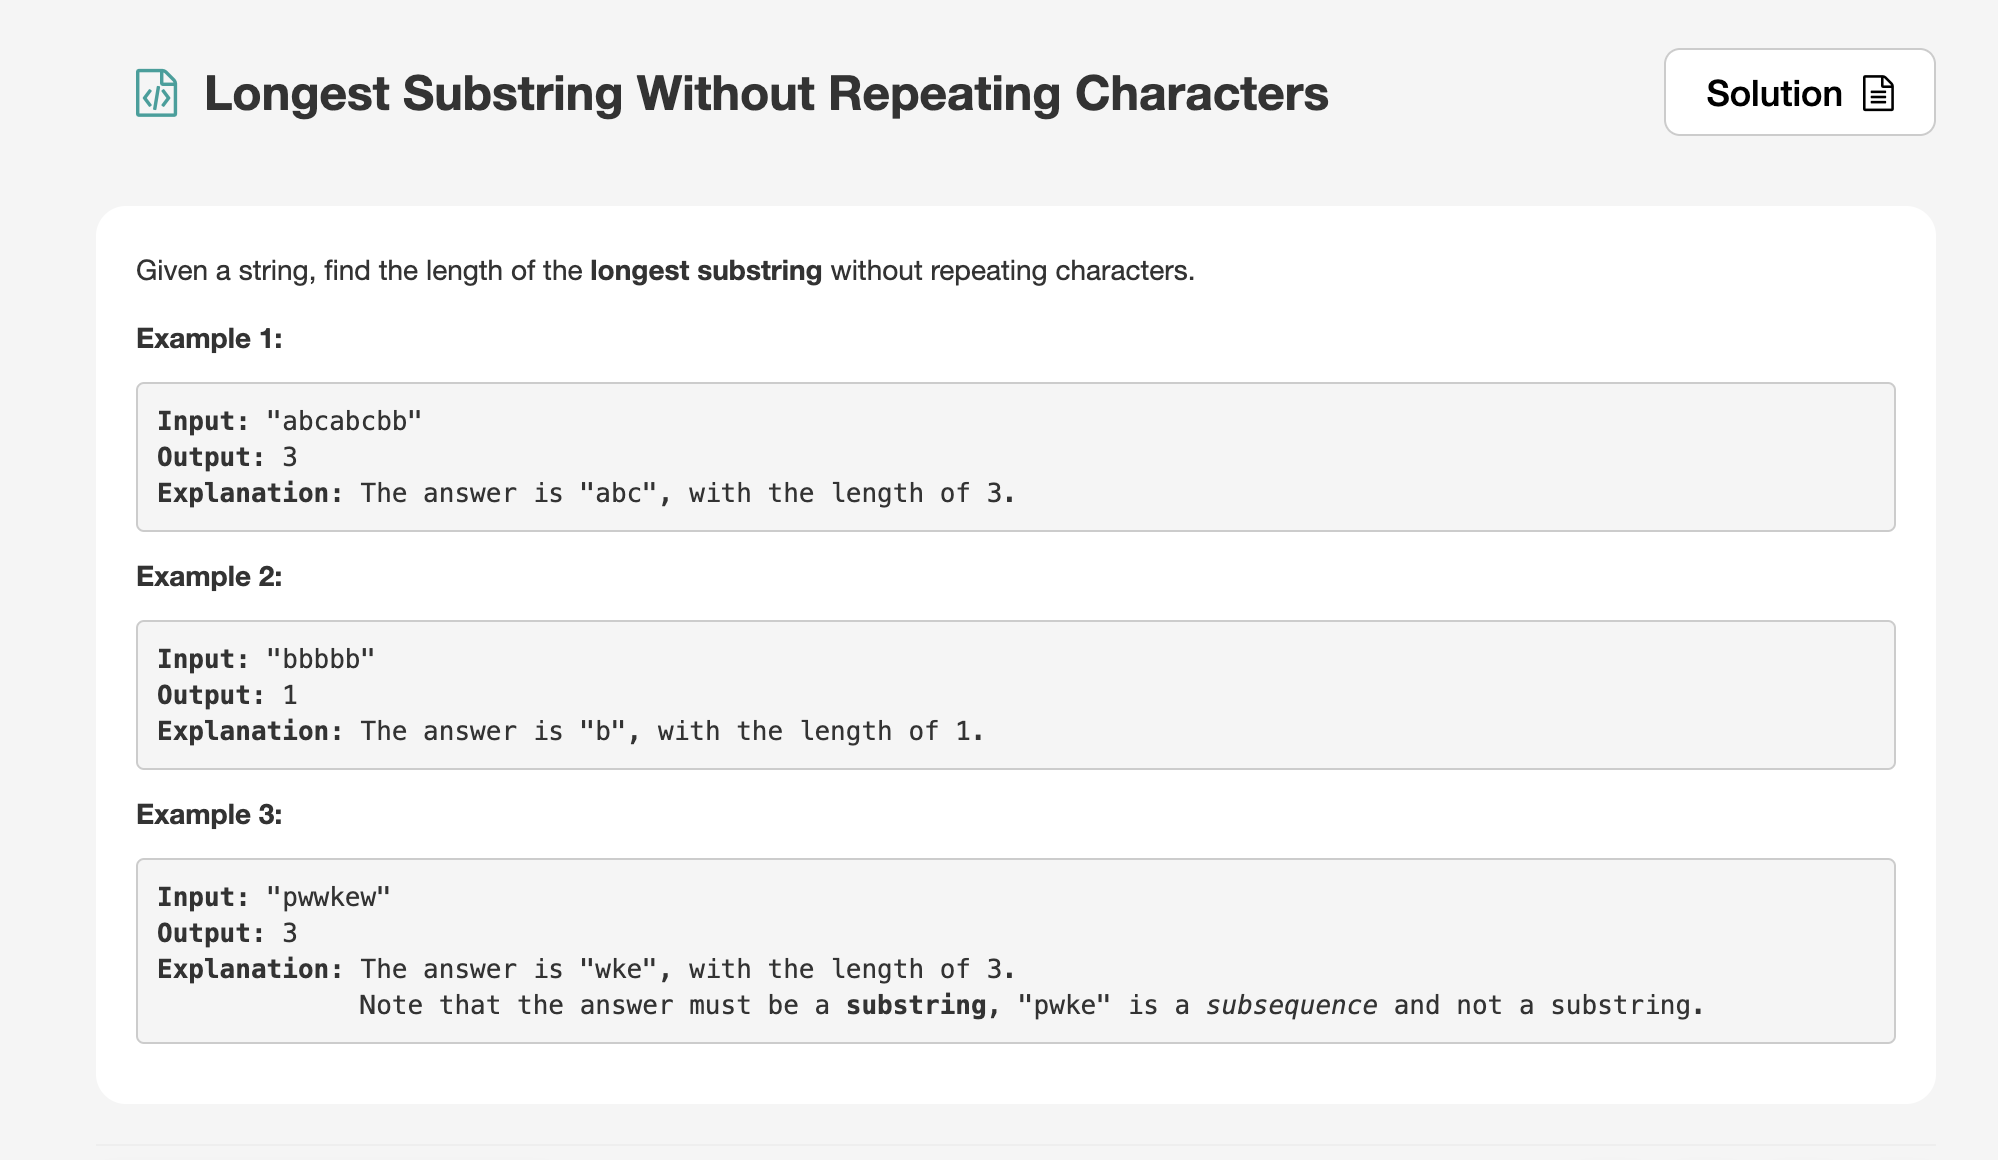 Longest Substring Without Repeating Characters
Solution
Given a string, find the length of the longest substring without repeating characters.
Example 1:
Input: "abcabcbb"
Output: 3
Explanation: The answer is "abc", with the length of 3.
Example 2:
Input: "bbbbb"
Output: 1
Explanation: The answer is "b", with the length of 1.
Example 3:
Input: "pwwkew"
Output: 3
Explanation: The answer is "wke", with the length of 3.
Note that the answer must be a substring, "pwke" is a subsequence and not a substring.